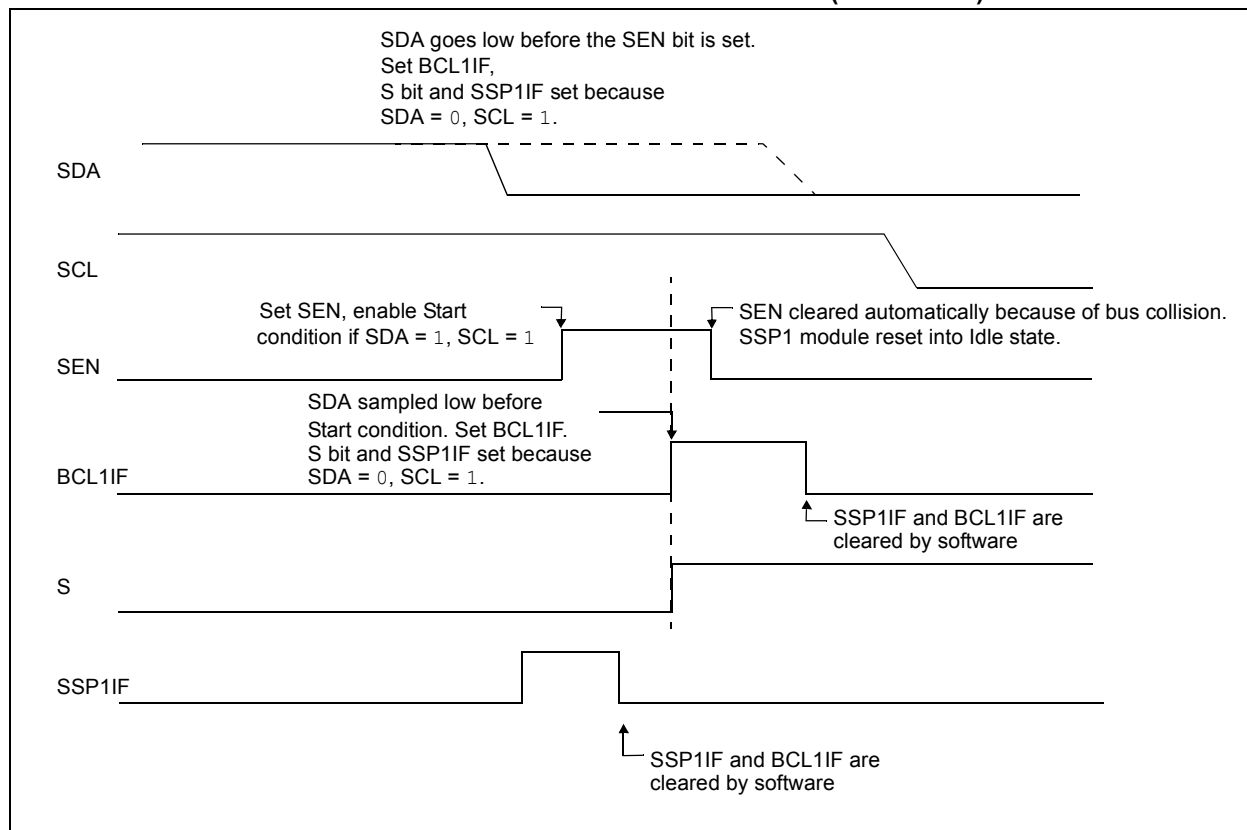 SDA goes low before the SEN bit is set.
Set BCL1IF,
S bit and SSP1IF set because
SDA = 0, SCL = 1.
SDA
SCL
Set SEN, enable Start
condition if SDA = 1, SCL = 1
SEN cleared automatically because of bus collision.
SSP1 module reset into Idle state.
SEN
SDA sampled low before
Start condition. Set BCL1IF.
S bit and SSP1IF set because
SDA = 0, SCL = 1.
BCL1IF
SSP1IF and BCL1IF are
cleared by software
S
SSP1IF
SSP1IF and BCL1IF are
cleared by software